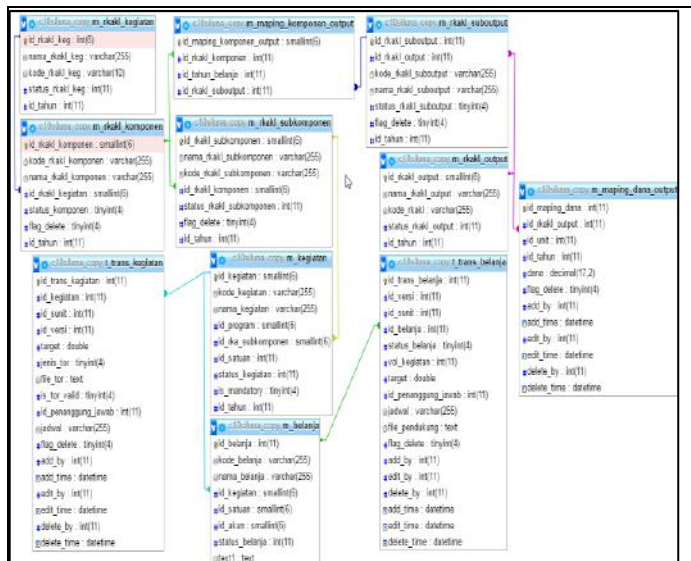 m_rkakl_kegiatan
id_rkakl_keg : int(6)
nama_rkakl_keg : varchar(255)
kode_rkakl_keg : varchar(10)
status_rkakl_keg : int(11)
id_tahun : int(11)
m_rkakl_komponen
id_rkakl_komponen : smallint(6)
kode_rkakl_komponen : varchar(255)
nama_rkakl_komponen : varchar(255)
id_rkakl_kegiatan : smallint(6)
status_komponen : tinyint(4)
flag_delete : tinyint(4)
id_tahun : int(11)
t_trans_kagiatan
id_trans_kagiatan : int(11)
id_kegiatan : int(11)
id_sunit : int(11)
id_versi : int(11)
target : double
jenis_tor : tinyint(4)
file_tor : text
is_tor_valid : tinyint(4)
id_penanggung_jawab : int(11)
jadwal : varchar(255)
flag_delete : tinyint(4)
add_by : int(11)
add_time : datetime
edit_by : int(11)
edit_time : datetime
delete_by : int(11)
delete_time : datetime
m_maping_komponen_output
id_maping_komponen_output : smallint(6)
id_rkakl_komponen : int(11)
id_tahun_belanja : int(11)
id_rkakl_suboutput : int(11)
m_rkakl_subkomponen
id_rkakl_subkomponen : smallint(6)
nama_rkakl_subkomponen : varchar(255)
kode_rkakl_subkomponen : varchar(255)
id_rkakl_komponen : smallint(6)
status_rkakl_subkomponen : int(11)
flag_delete : tinyint(4)
id_tahun : int(11)
m_kegiatan
id_kegiatan : smallint(6)
kode_kegiatan : varchar(255)
nama_kegiatan : varchar(255)
id_program : smallint(6)
id_rka_subkomponen : smallint(6)
id_satuan : int(11)
status_kegiatan : int(11)
is_mandatory : tinyint(4)
id_tahun : int(11)
m_belanja
id_belanja : int(11)
kode_belanja : varchar(255)
nama_belanja : varchar(255)
id_kegiatan : smallint(6)
id_satuan : smallint(6)
id_akun : smallint(6)
status_belanja : int(11)
test1 : text
m_rkakl_suboutput
id_rkakl_suboutput : int(11)
id_rkakl_output : int(11)
kode_rkakl_suboutput : varchar(255)
nama_rkakl_suboutput : varchar(255)
status_rkakl_suboutput : tinyint(4)
flag_delete : tinyint(4)
id_tahun : int(11)
m_rkakl_output
id_rkakl_output : smallint(6)
nama_rkakl_output : varchar(255)
kode_rkakl : varchar(255)
status_rkakl_output : int(11)
id_tahun : int(11)
t_trans_belanja
id_trans_belanja : int(11)
id_versi : int(11)
id_sunit : int(11)
id_belanja : int(11)
status_belanja : tinyint(4)
vol_kegiatan : int(11)
target : double
id_penanggung_jawab : int(11)
jadwal : varchar(255)
file_pendukung : text
flag_delete : tinyint(4)
add_by : int(11)
edit_by : int(11)
delete_by : int(11)
add_time : datetime
edit_time : datetime
delete_time : datetime
m_maping_dana_output
id_maping_dana : int(11)
id_rkakl_output : int(11)
id_unit : int(11)
id_tahun : int(11)
dana : decimal(17,2)
flag_delete : tinyint(4)
add_by : int(11)
add_time : datetime
edit_by : int(11)
edit_time : datetime
delete_by : int(11)
delete_time : datetime